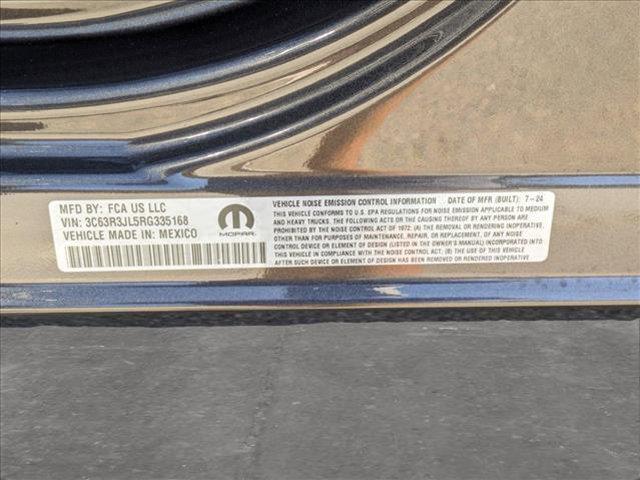 MFD BY: FCA US LLC
VIN: 3C63R3JL5RG335168
VEHICLE MADE IN: MEXICO
MOPAR
VEHICLE NOISE EMISSION CONTROL INFORMATION DATE OF MFR (BUILT): 7-24
THIS VEHICLE CONFORMS TO U.S. EPA REGULATIONS FOR NOISE EMISSION APPLICABLE TO MEDIUM
AND HEAVY TRUCKS. THE FOLLOWING ACTS OR THE CAUSING THEREOF BY ANY PERSON ARE
PROHIBITED BY THE NOISE CONTROL ACT OF 1972: (A) THE REMOVAL OR RENDERING INOPERATIVE,
OTHER THAN FOR PURPOSES OF MAINTENANCE, REPAIR, OR REPLACEMENT, OF ANY NOISE
CONTROL DEVICE OR ELEMENT OF DESIGN (LISTED IN THE OWNER'S MANUAL) INCORPORATED INTO
THIS VEHICLE IN COMPLIANCE WITH THE NOISE CONTROL ACT. (B) THE USE OF THIS VEHICLE
AFTER SUCH DEVICE OR ELEMENT OF DESIGN HAS BEEN REMOVED OR RENDERED INOPERATIVE